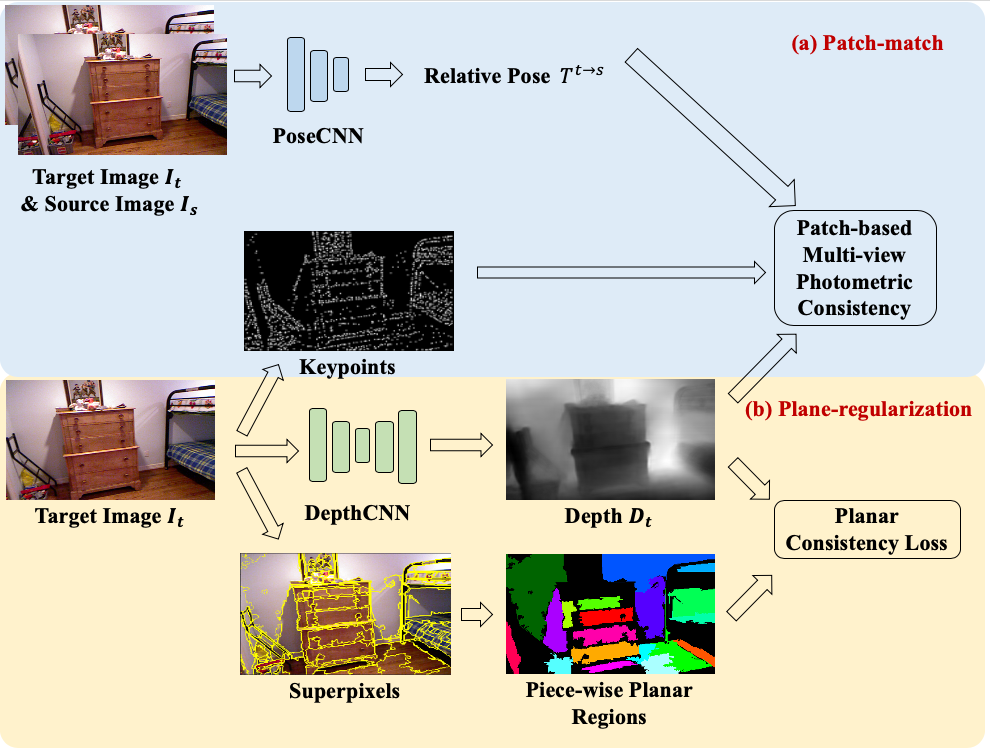 (a) Patch-match
Relative Pose T^{t→s}
PoseCNN
Target Image I_t
& Source Image I_s
Patch-based
Multi-view
Photometric
Consistency
Keypoints
(b) Plane-regularization
DepthCNN
Target Image I_t
Depth D_t
Planar
Consistency Loss
Superpixels
Piece-wise Planar
Regions